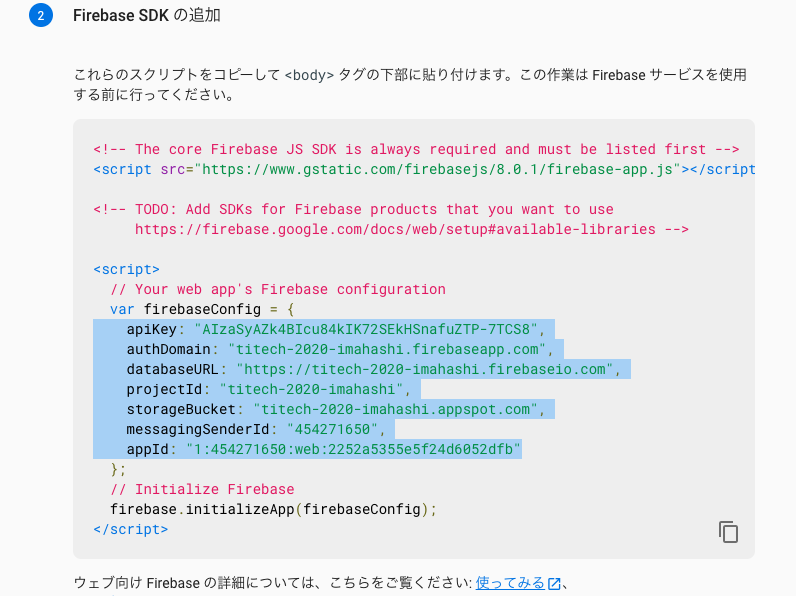 2 Firebase SDK の追加
これらのスクリプトをコピーして <body> タグの下部に貼り付けます。この作業は Firebase サービスを使用
する前に行ってください。
<!-- The core Firebase JS SDK is always required and must be listed first -->
<script src="https://www.gstatic.com/firebasejs/8.0.1/firebase-app.js"></script
<!-- TODO: Add SDKs for Firebase products that you want to use
https://firebase.google.com/docs/web/setup#available-libraries -->
<script>
// Your web app's Firebase configuration
var firebaseConfig = {
apiKey: "AIzaSyAZk4BIcu84kIK72SEkHSnafuZTP-7TCS8",
authDomain: "titech-2020-imahashi.firebaseapp.com",
databaseURL: "https://titech-2020-imahashi.firebaseio.com",
projectId: "titech-2020-imahashi",
storageBucket: "titech-2020-imahashi.appspot.com",
messagingSenderId: "454271650",
appId: "1:454271650:web:2252a5355e5f24d6052dfb"
};
// Initialize Firebase
firebase.initializeApp(firebaseConfig);
</script>
ウェブ向け Firebase の詳細については、こちらをご覧ください: 使ってみる、